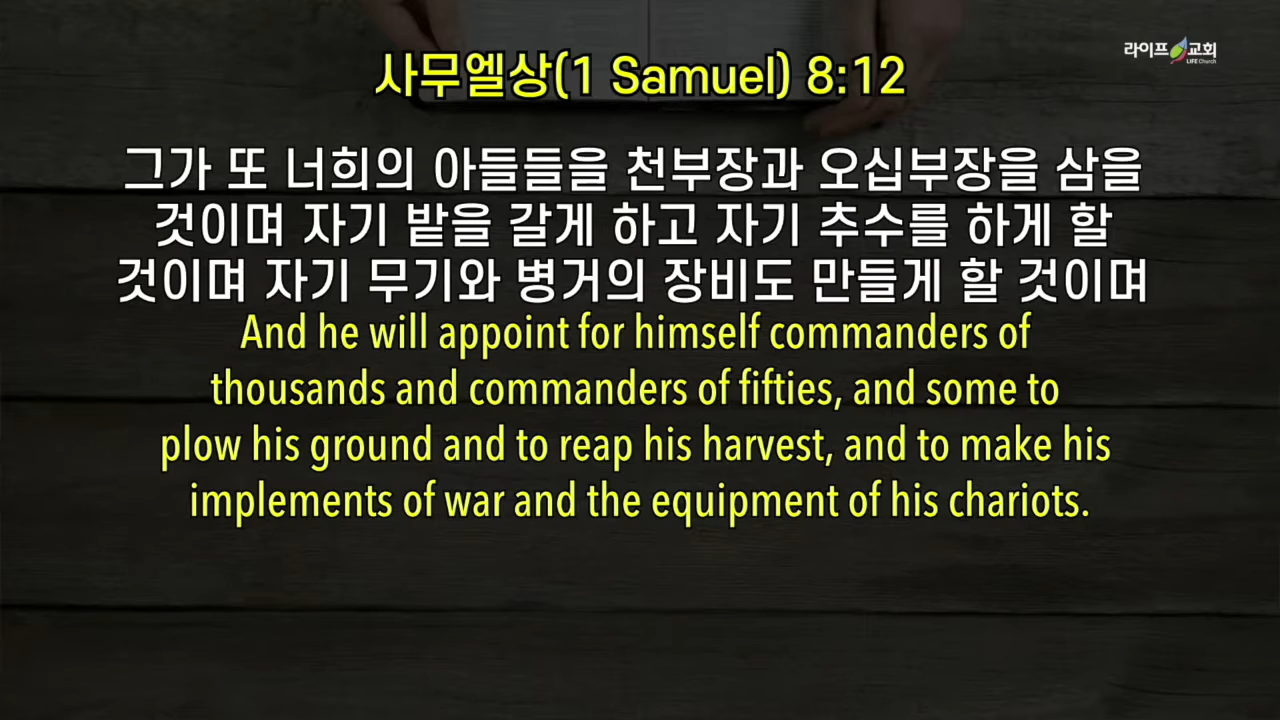 라이프 교회
LIFE Church
사무엘상(1 Samuel) 8:12
그가 또 너희의 아들들을 천부장과 오십부장을 삼을
것이며 자기 밭을 갈게 하고 자기 추수를 하게 할
것이며 자기 무기와 병거의 장비도 만들게 할 것이며
And he will appoint for himself commanders of
thousands and commanders of fifties, and some to
plow his ground and to reap his harvest, and to make his
implements of war and the equipment of his chariots.